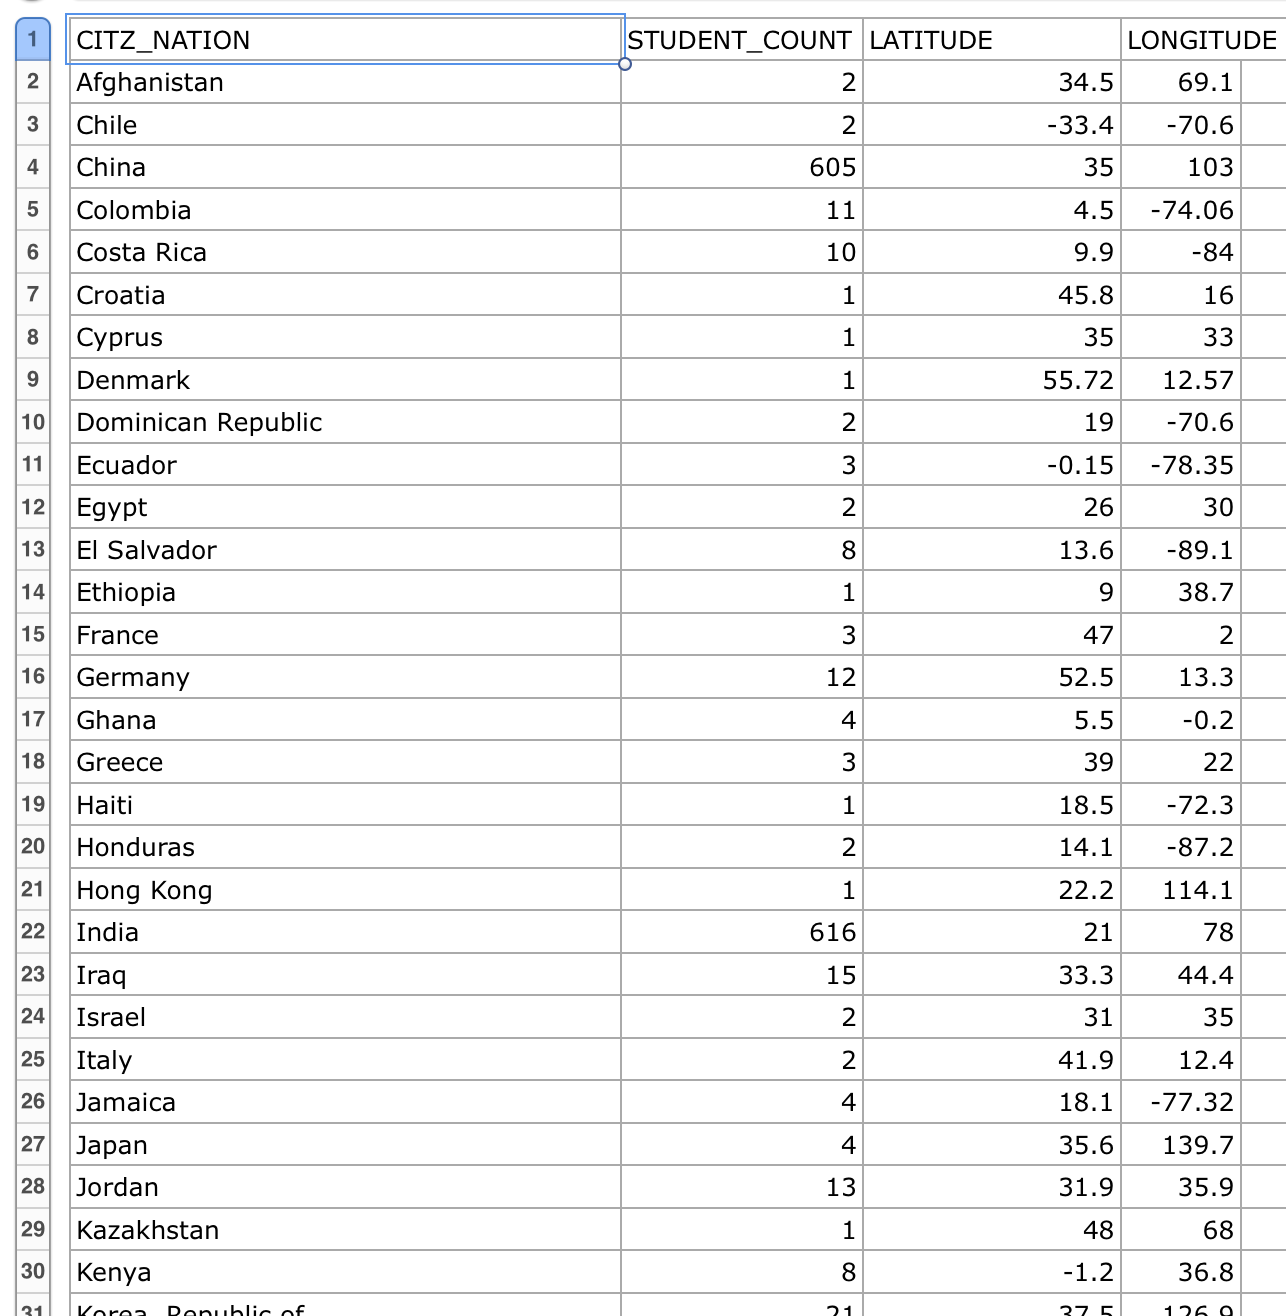 1 CITZ_NATION STUDENT_COUNT LATITUDE LONGITUDE
2 Afghanistan 2 34.5 69.1
3 Chile 2 -33.4 -70.6
4 China 605 35 103
5 Colombia 11 4.5 -74.06
6 Costa Rica 10 9.9 -84
7 Croatia 1 45.8 16
8 Cyprus 1 35 33
9 Denmark 1 55.72 12.57
10 Dominican Republic 2 19 -70.6
11 Ecuador 3 -0.15 -78.35
12 Egypt 2 26 30
13 El Salvador 8 13.6 -89.1
14 Ethiopia 1 9 38.7
15 France 3 47 2
16 Germany 12 52.5 13.3
17 Ghana 4 5.5 -0.2
18 Greece 3 39 22
19 Haiti 1 18.5 -72.3
20 Honduras 2 14.1 -87.2
21 Hong Kong 1 22.2 114.1
22 India 616 21 78
23 Iraq 15 33.3 44.4
24 Israel 2 31 35
25 Italy 2 41.9 12.4
26 Jamaica 4 18.1 -77.32
27 Japan 4 35.6 139.7
28 Jordan 13 31.9 35.9
29 Kazakhstan 1 48 68
30 Kenya 8 -1.2 36.8
31 Korea, Republic of 21 37.5 126.9